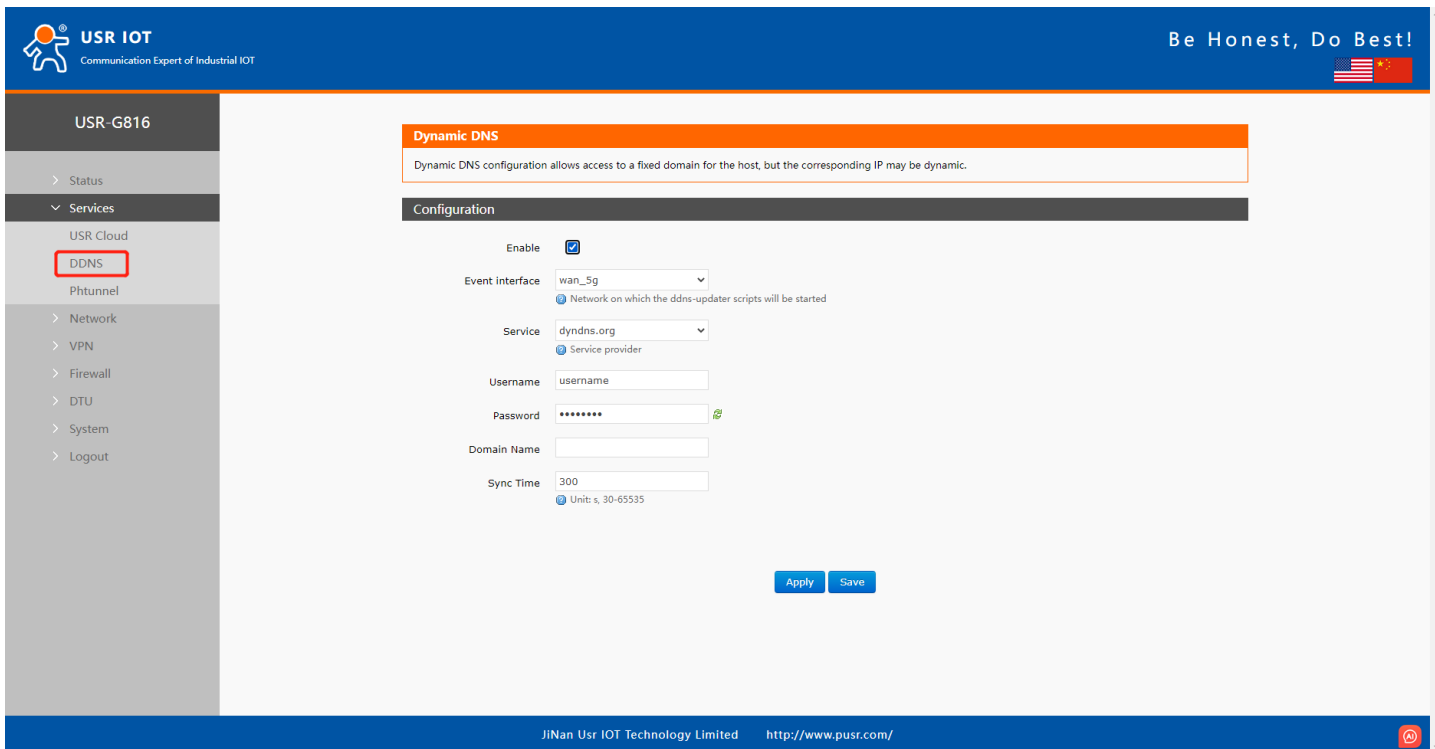 USR IOT
®
Communication Expert of Industrial IOT
Be Honest, Do Best!
USR-G816
Status
Services
USR Cloud
DDNS
Phtunnel
Network
VPN
Firewall
DTU
System
Logout
Dynamic DNS
Dynamic DNS configuration allows access to a fixed domain for the host, but the corresponding IP may be dynamic.
Configuration
Enable
Event interface wan_5g
Network on which the ddns-updater scripts will be started
Service dyndns.org
Service provider
Username username
Password ••••••••
Domain Name
Sync Time 300
Unit: s, 30-65535
Apply Save
JiNan Usr IOT Technology Limited http://www.pusr.com/
AI